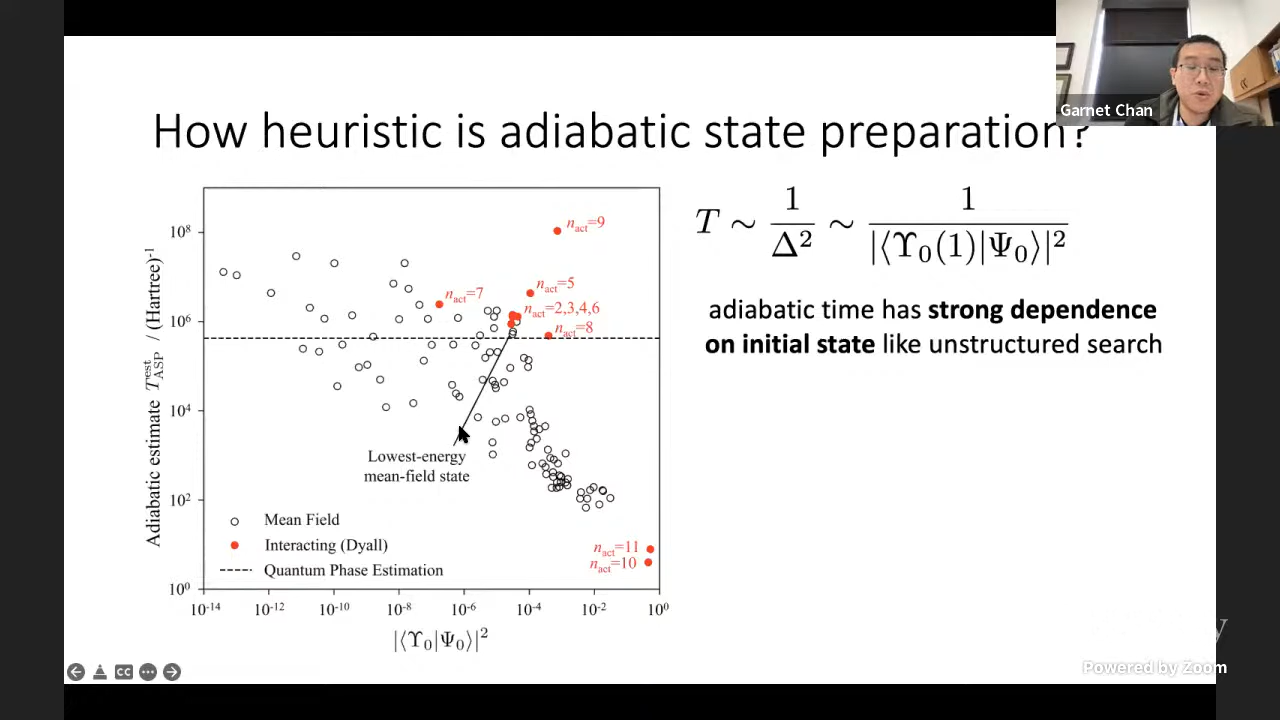 Garnet Chan
How heuristic is adiabatic state preparation?
T ∼ 1/Δ² ∼ 1/|⟨ϒ₀(1)|Ψ₀⟩|²
adiabatic time has strong dependence
on initial state like unstructured search
Adiabatic estimate T_ASP^est / (Hartree)⁻¹
10⁸
10⁶
10⁴
10²
10⁰
n_act=9
n_act=5
n_act=7
n_act=2,3,4,6
n_act=8
Lowest-energy
mean-field state
Mean Field
Interacting (Dyall)
Quantum Phase Estimation
n_act=11
n_act=10
10⁻¹⁴ 10⁻¹² 10⁻¹⁰ 10⁻⁸ 10⁻⁶ 10⁻⁴ 10⁻² 10⁰
|⟨ϒ₀|Ψ₀⟩|²
CC
Powered by Zoom